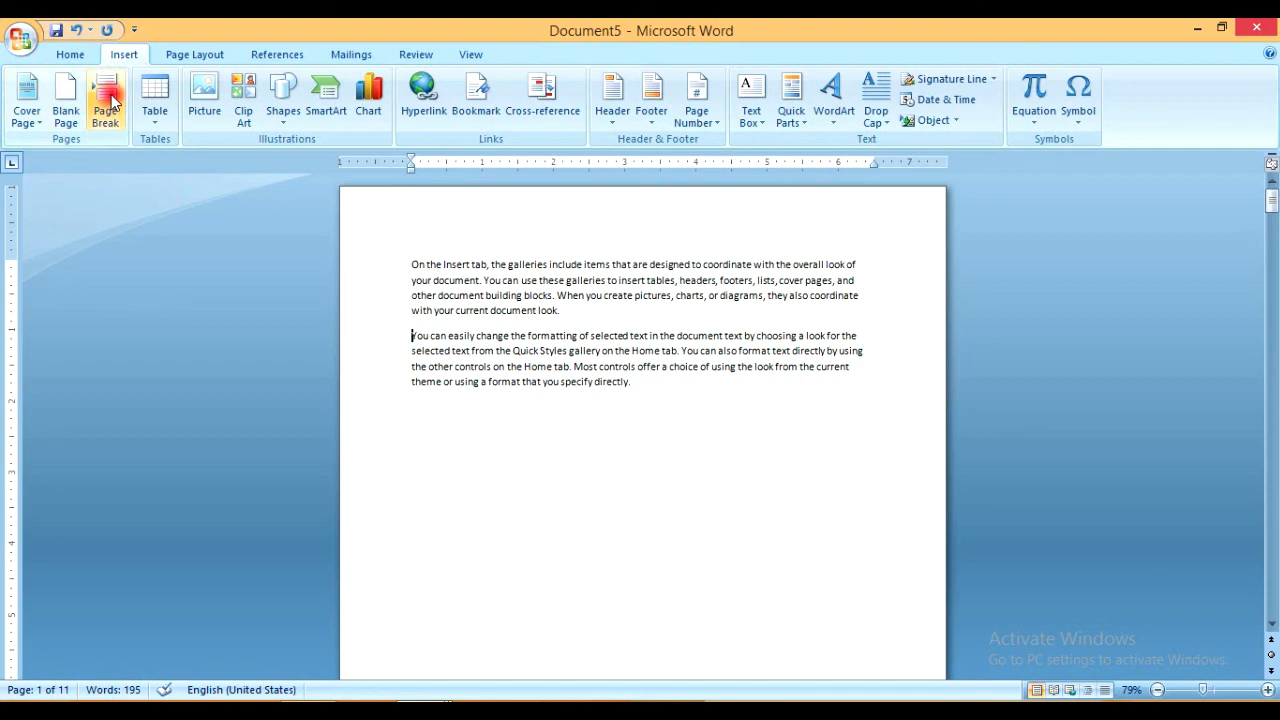 Document5 - Microsoft Word
Home Insert Page Layout References Mailings Review View
Cover Page Blank Page Page Break Table Picture Clip Art Shapes SmartArt Chart Hyperlink Bookmark Cross-reference Header Footer Page Number Text Box Quick Parts WordArt Drop Cap Signature Line Date & Time Object Equation Symbol
Pages Tables Illustrations Links Header & Footer Text Symbols
1 1 2 3 4 5 6 7
On the Insert tab, the galleries include items that are designed to coordinate with the overall look of
your document. You can use these galleries to insert tables, headers, footers, lists, cover pages, and
other document building blocks. When you create pictures, charts, or diagrams, they also coordinate
with your current document look.
You can easily change the formatting of selected text in the document text by choosing a look for the
selected text from the Quick Styles gallery on the Home tab. You can also format text directly by using
the other controls on the Home tab. Most controls offer a choice of using the look from the current
theme or using a format that you specify directly.
Activate Windows
Go to PC settings to activate Windows.
Page: 1 of 11 Words: 195 English (United States) 79%